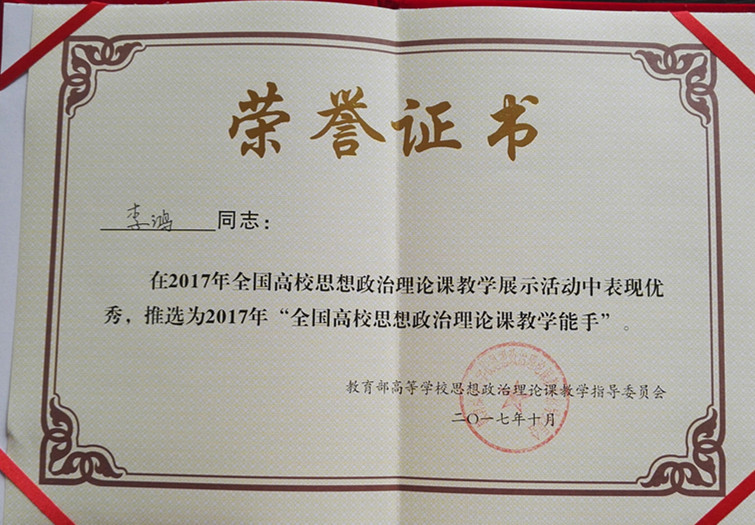 荣誉证书
李鸿 同志：
在2017年全国高校思想政治理论课教学展示活动中表现优
秀，推选为2017年“全国高校思想政治理论课教学能手”。
教育部高等学校思想政治理论课教学指导委员会
二〇一七年十月